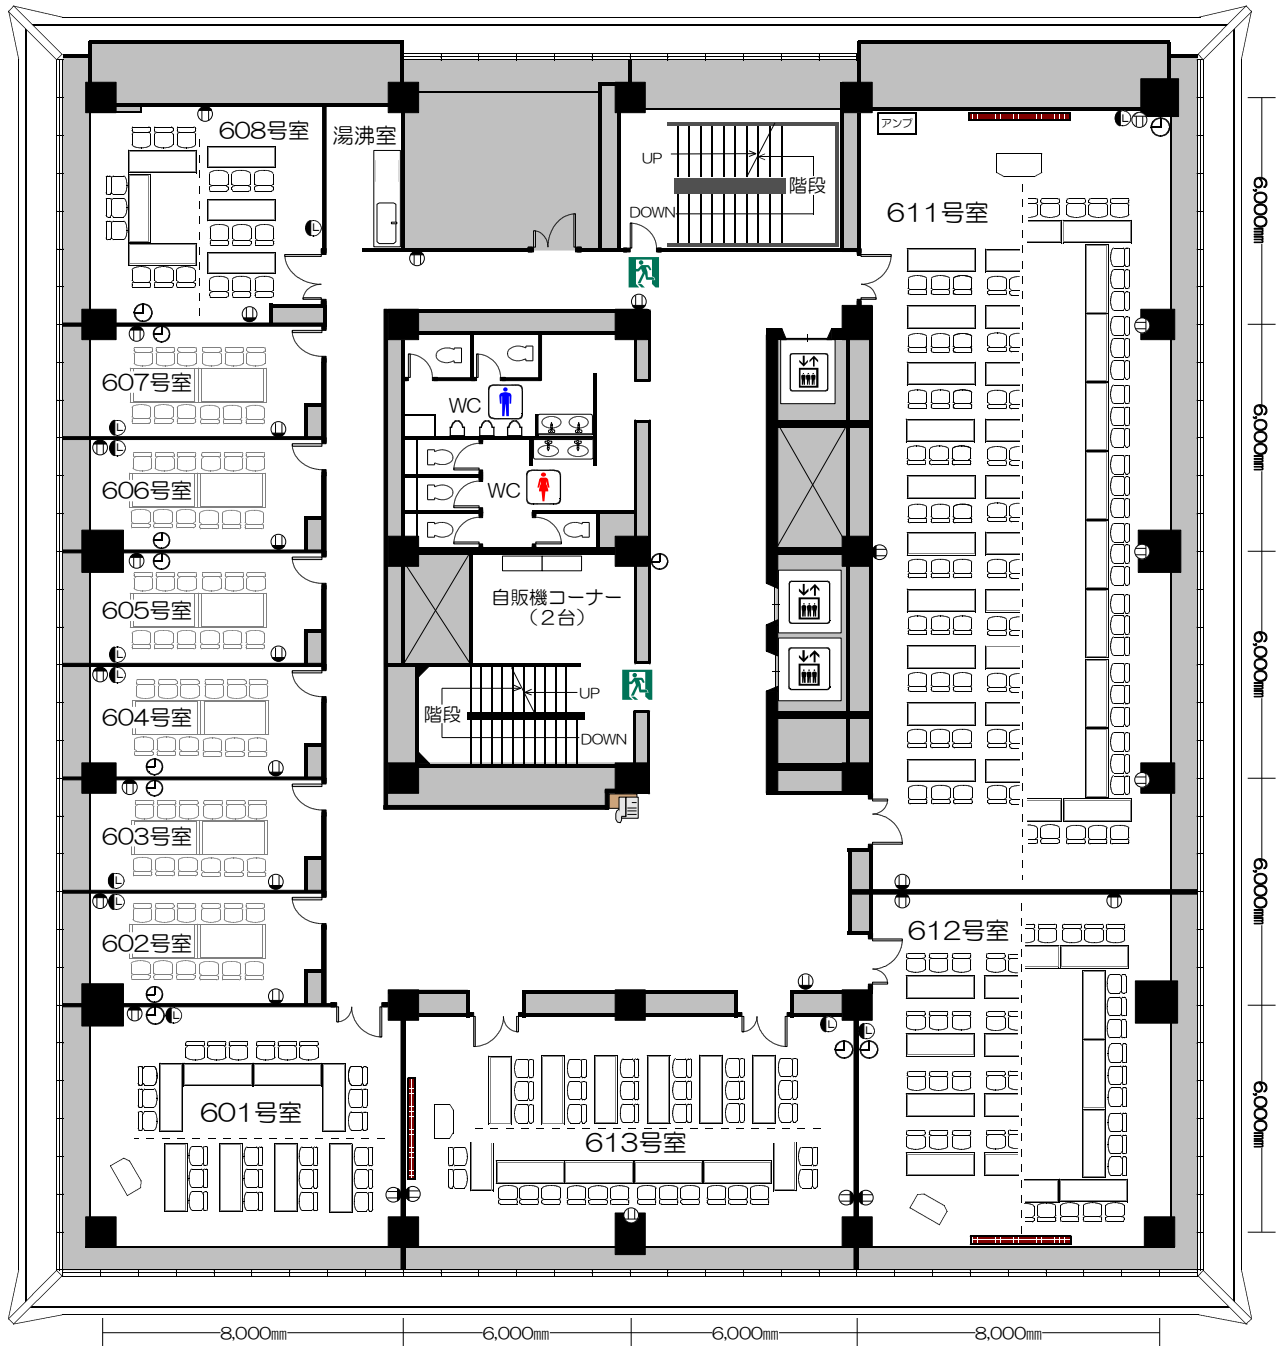 608号室
湯沸室
UP
階段
DOWN
アンプ
611号室
6,000㎜
607号室
WC
6,000㎜
606号室
WC
605号室
自販機コーナー
(2台)
6,000㎜
604号室
階段
UP
DOWN
603号室
6,000㎜
602号室
612号室
601号室
613号室
6,000㎜
8,000㎜
6,000㎜
6,000㎜
8,000㎜